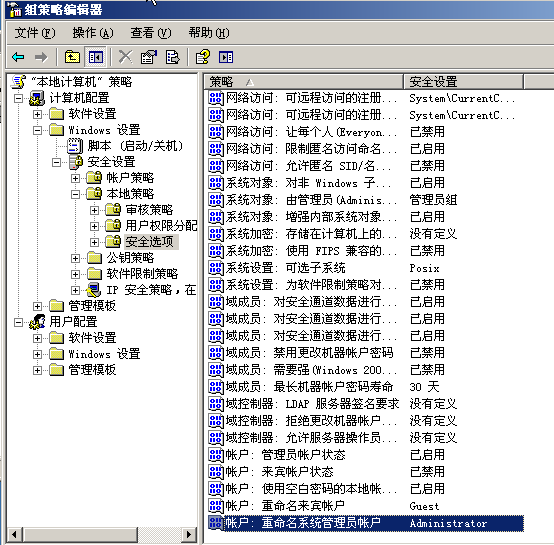 组策略编辑器
文件(F) 操作(A) 查看(V) 帮助(H)
“本地计算机” 策略
计算机配置
软件设置
Windows 设置
脚本 (启动/关机)
安全设置
帐户策略
本地策略
审核策略
用户权限分配
安全选项
公钥策略
软件限制策略
IP 安全策略，在
管理模板
用户配置
软件设置
Windows 设置
管理模板
策略 安全设置
网络访问: 可远程访问的注册... System\CurrentC...
网络访问: 可远程访问的注册... System\CurrentC...
网络访问: 让每个人(Everyon... 已禁用
网络访问: 限制匿名访问命名... 已启用
网络访问: 允许匿名 SID/名... 已禁用
系统对象: 对非 Windows 子... 已启用
系统对象: 由管理员(Adminis... 管理员组
系统对象: 增强内部系统对象... 已启用
系统加密: 存储在计算机上的... 没有定义
系统加密: 使用 FIPS 兼容的... 已禁用
系统设置: 可选子系统 Posix
系统设置: 为软件限制策略对... 已禁用
域成员: 对安全通道数据进行... 已启用
域成员: 对安全通道数据进行... 已启用
域成员: 对安全通道数据进行... 已启用
域成员: 禁用更改机器帐户密码 已禁用
域成员: 需要强(Windows 200... 已禁用
域成员: 最长机器帐户密码寿命 30 天
域控制器: LDAP 服务器签名要求 没有定义
域控制器: 拒绝更改机器帐户... 没有定义
域控制器: 允许服务器操作员... 没有定义
帐户: 管理员帐户状态 已启用
帐户: 来宾帐户状态 已禁用
帐户: 使用空白密码的本地帐... 已启用
帐户: 重命名来宾帐户 Guest
帐户: 重命名系统管理员帐户 Administrator